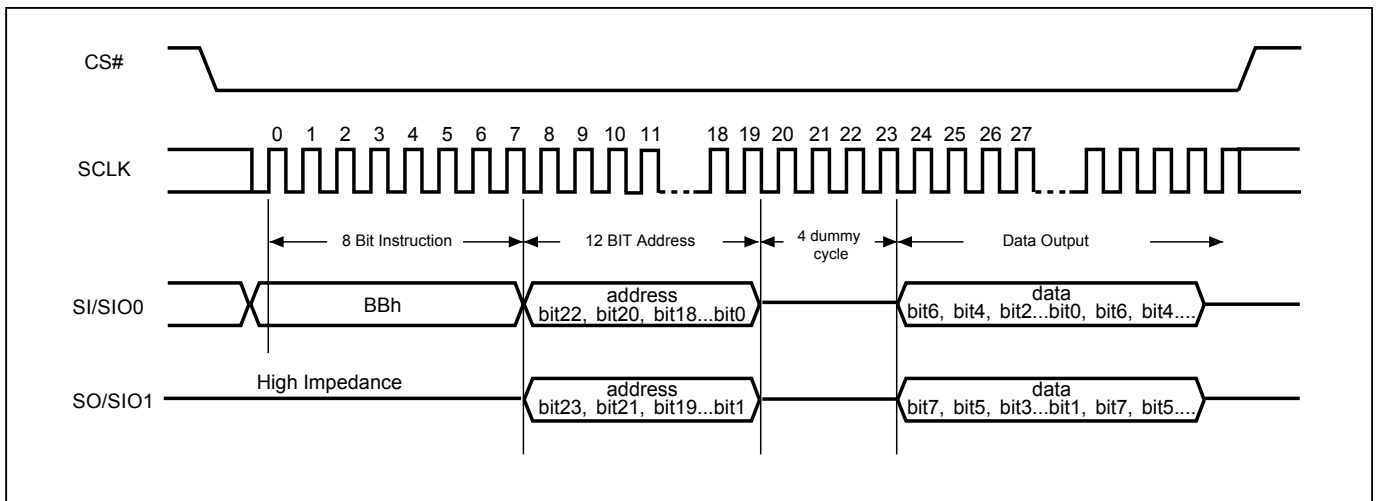 CS#
0 1 2 3 4 5 6 7 8 9 10 11 18 19 20 21 22 23 24 25 26 27
SCLK
8 Bit Instruction
12 BIT Address
4 dummy
cycle
Data Output
SI/SIO0
BBh
address
bit22, bit20, bit18...bit0
data
bit6, bit4, bit2...bit0, bit6, bit4....
SO/SIO1
High Impedance
address
bit23, bit21, bit19...bit1
data
bit7, bit5, bit3...bit1, bit7, bit5....